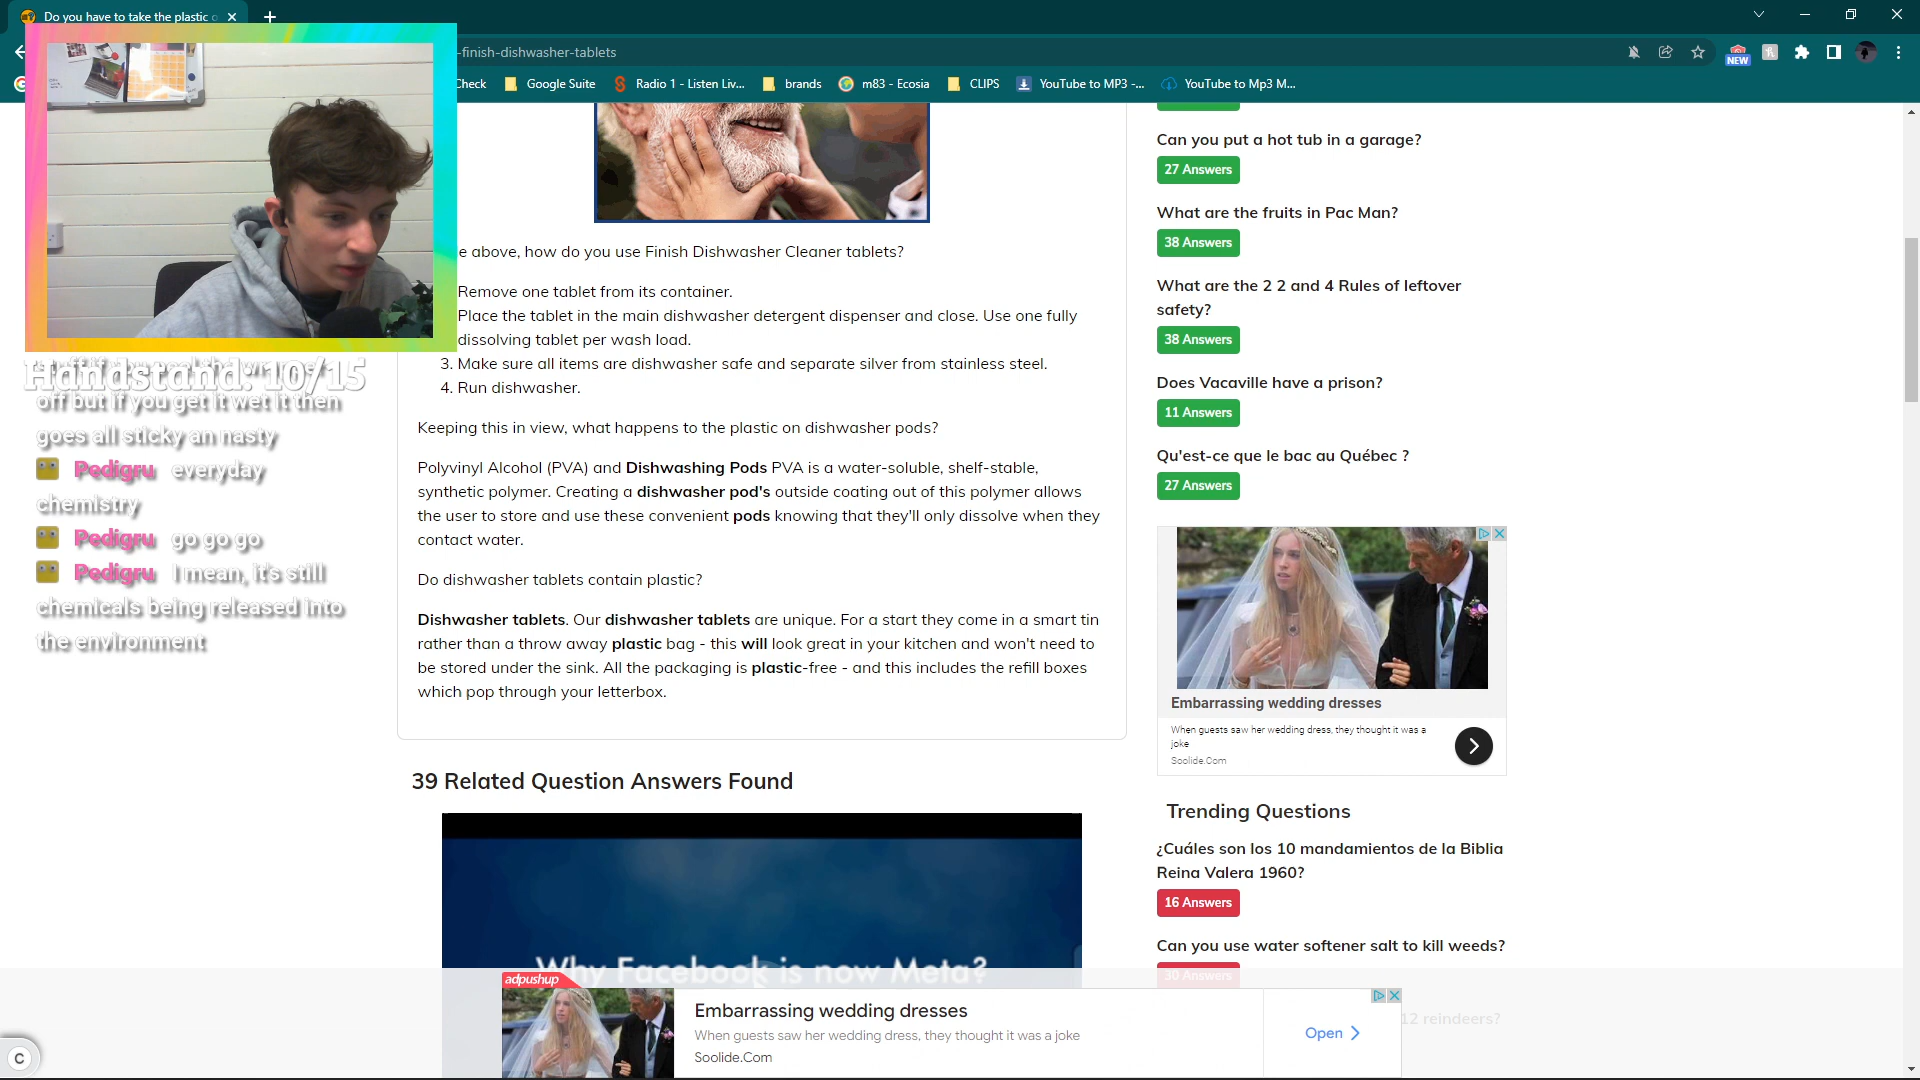 Do you have to take the plastic
-finish-dishwasher-tablets
NEW
Check
Google Suite
Radio 1 - Listen Liv...
brands
m83 - Ecosia
CLIPS
YouTube to MP3 -...
YouTube to Mp3 M...
e above, how do you use Finish Dishwasher Cleaner tablets?
Remove one tablet from its container.
Place the tablet in the main dishwasher detergent dispenser and close. Use one fully
dissolving tablet per wash load.
3. Make sure all items are dishwasher safe and separate silver from stainless steel.
4. Run dishwasher.
Keeping this in view, what happens to the plastic on dishwasher pods?
Polyvinyl Alcohol (PVA) and Dishwashing Pods PVA is a water-soluble, shelf-stable,
synthetic polymer. Creating a dishwasher pod's outside coating out of this polymer allows
the user to store and use these convenient pods knowing that they'll only dissolve when they
contact water.
Do dishwasher tablets contain plastic?
Dishwasher tablets. Our dishwasher tablets are unique. For a start they come in a smart tin
rather than a throw away plastic bag - this will look great in your kitchen and won't need to
be stored under the sink. All the packaging is plastic-free - and this includes the refill boxes
which pop through your letterbox.
39 Related Question Answers Found
Why Facebook is now Meta?
Handstand: 10/15
off but if you get it wet it then
goes all sticky an nasty
Pedigru everyday
chemistry
Pedigru go go go
Pedigru I mean, it's still
chemicals being released into
the environment
Can you put a hot tub in a garage?
27 Answers
What are the fruits in Pac Man?
38 Answers
What are the 2 2 and 4 Rules of leftover
safety?
38 Answers
Does Vacaville have a prison?
11 Answers
Qu'est-ce que le bac au Québec ?
27 Answers
Embarrassing wedding dresses
When guests saw her wedding dress, they thought it was a
joke
Soolide.Com
Trending Questions
¿Cuáles son los 10 mandamientos de la Biblia
Reina Valera 1960?
16 Answers
Can you use water softener salt to kill weeds?
30 Answers
12 reindeers?
adpushup
Embarrassing wedding dresses
When guests saw her wedding dress, they thought it was a joke
Soolide.Com
Open
C